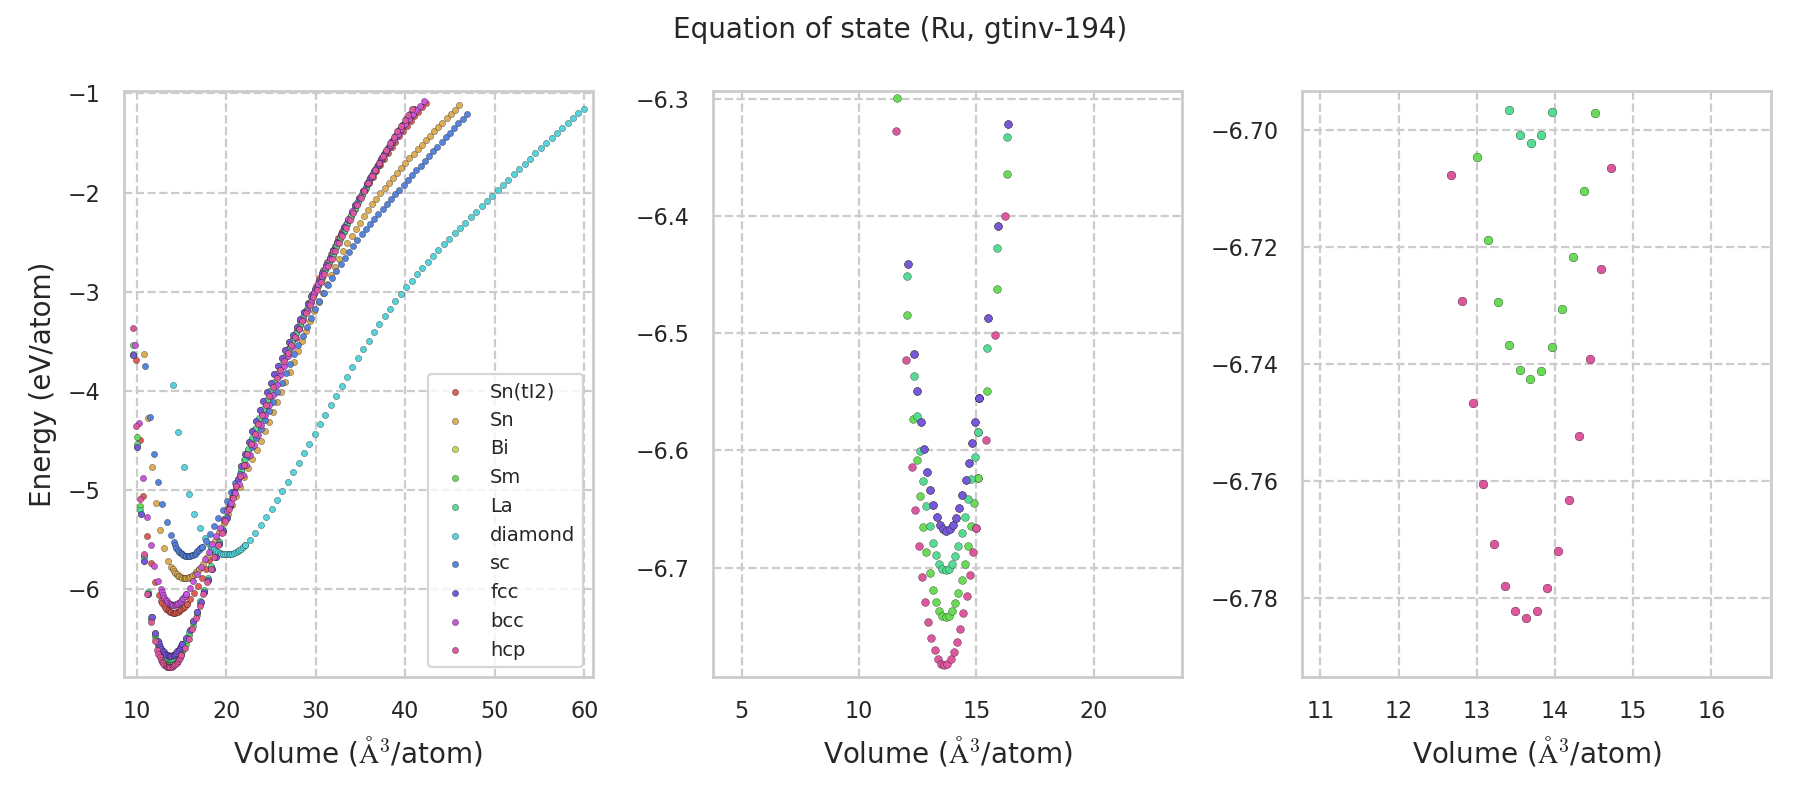 Equation of state (Ru, gtinv-194)
Energy (eV/atom)
−1
−2
−3
−4
−5
−6
10 20 30 40 50 60
Volume (Å³/atom)
Sn(tI2)
Sn
Bi
Sm
La
diamond
sc
fcc
bcc
hcp
−6.3
−6.4
−6.5
−6.6
−6.7
5 10 15 20
Volume (Å³/atom)
−6.70
−6.72
−6.74
−6.76
−6.78
11 12 13 14 15 16
Volume (Å³/atom)